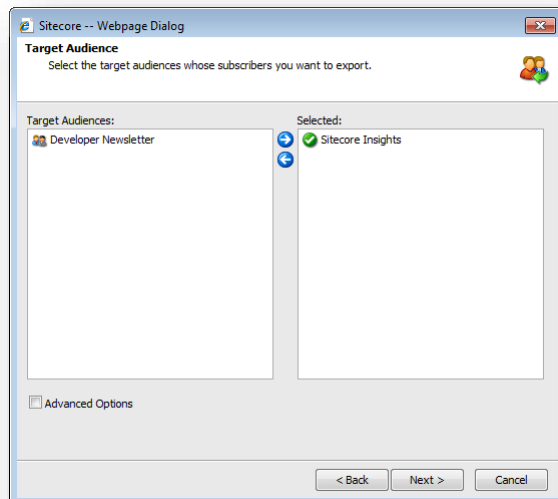 Sitecore -- Webpage Dialog
Target Audience
Select the target audiences whose subscribers you want to export.
Target Audiences:
Selected:
Developer Newsletter
Sitecore Insights
Advanced Options
< Back
Next >
Cancel